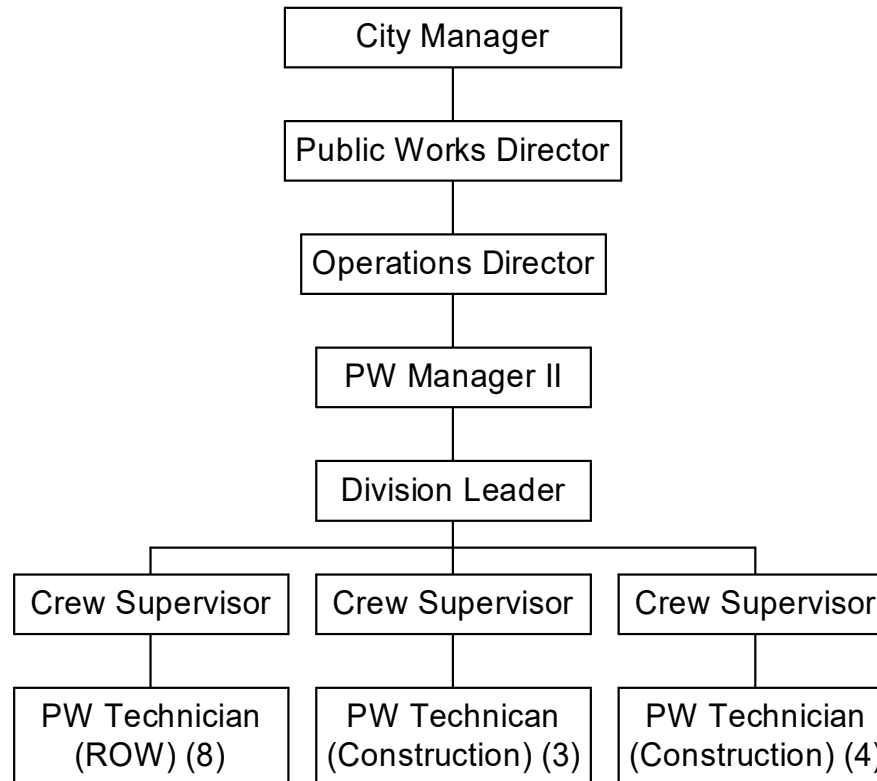 City Manager
Public Works Director
Operations Director
PW Manager II
Division Leader
Crew Supervisor
Crew Supervisor
Crew Supervisor
PW Technician
(ROW) (8)
PW Technican
(Construction) (3)
PW Technician
(Construction) (4)